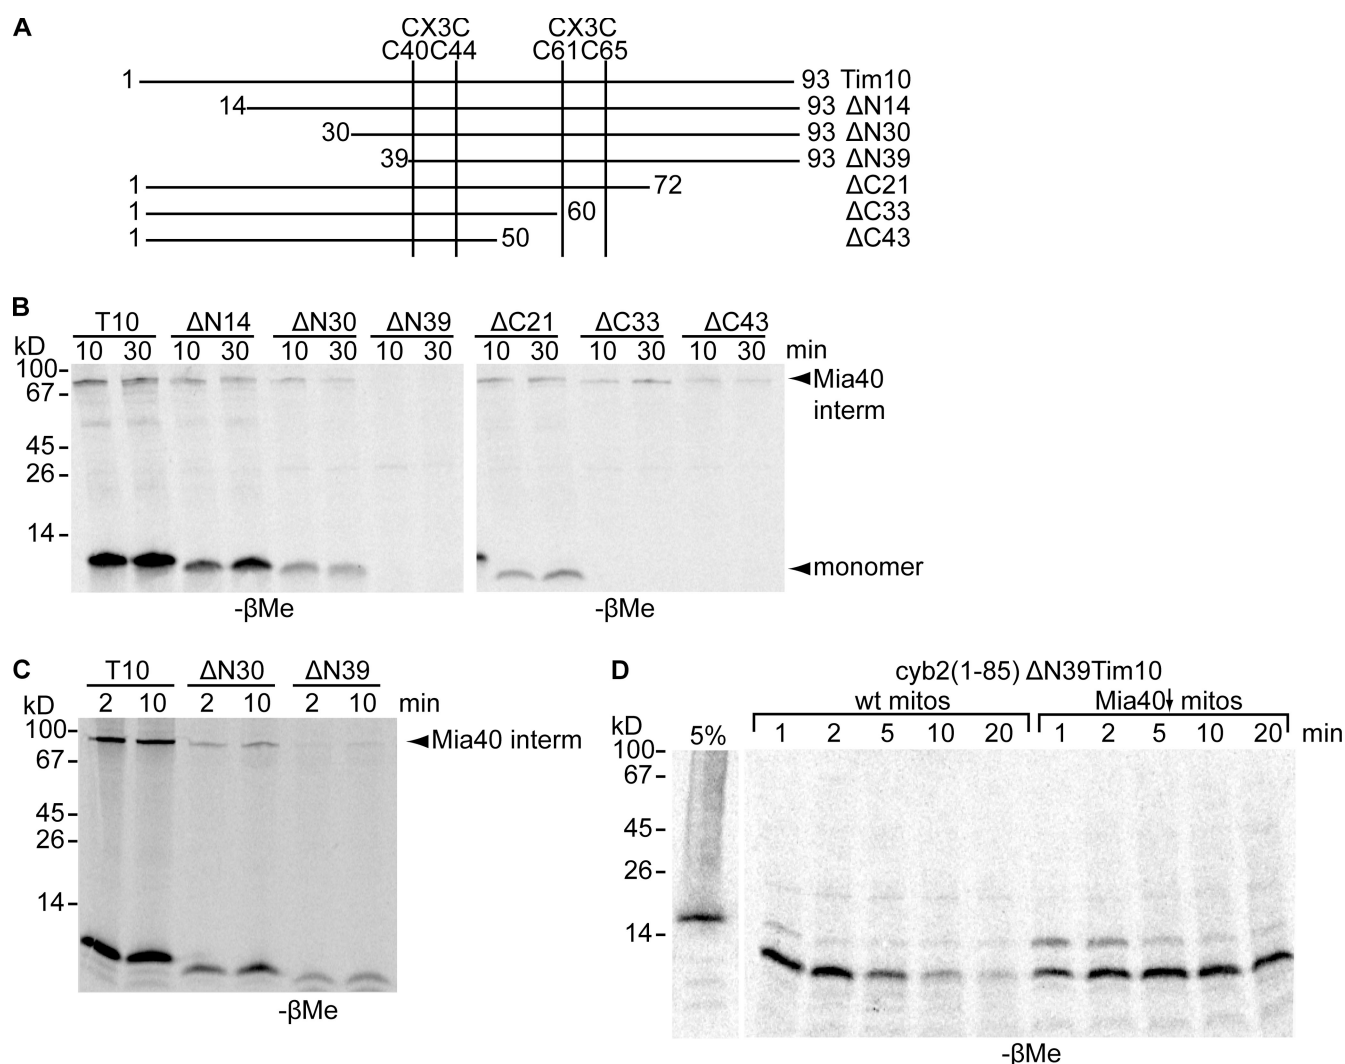 A
CX3C CX3C
C40C44 C61C65
1 93 Tim10
14 93 ΔN14
30 93 ΔN30
39 93 ΔN39
1 72 ΔC21
1 60 ΔC33
1 50 ΔC43
B
T10 ΔN14 ΔN30 ΔN39 ΔC21 ΔC33 ΔC43
kD 10 30 10 30 10 30 10 30 10 30 10 30 10 30 min
100
67
45
26
14
Mia40
interm
monomer
-βMe -βMe
C
T10 ΔN30 ΔN39
kD 2 10 2 10 2 10 min
100
67
45
26
14
Mia40 interm
-βMe
D
cyb2(1-85) ΔN39Tim10
wt mitos Mia40↓ mitos
kD 5% 1 2 5 10 20 1 2 5 10 20 min
100
67
45
26
14
-βMe